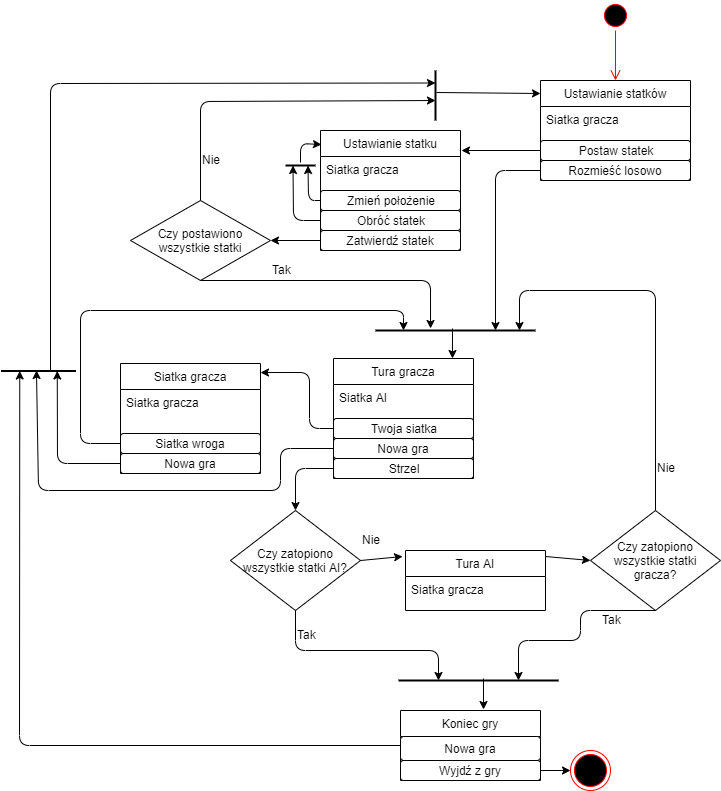 Ustawianie statków
Siatka gracza
Postaw statek
Rozmieść losowo
Ustawianie statku
Siatka gracza
Zmień położenie
Obróć statek
Zatwierdź statek
Nie
Czy postawiono
wszystkie statki
Tak
Siatka gracza
Siatka gracza
Siatka wroga
Nowa gra
Tura gracza
Siatka AI
Twoja siatka
Nowa gra
Strzel
Nie
Czy zatopiono
wszystkie statki AI?
Nie
Tura AI
Siatka gracza
Czy zatopiono
wszystkie statki
gracza?
Tak
Tak
Koniec gry
Nowa gra
Wyjdź z gry